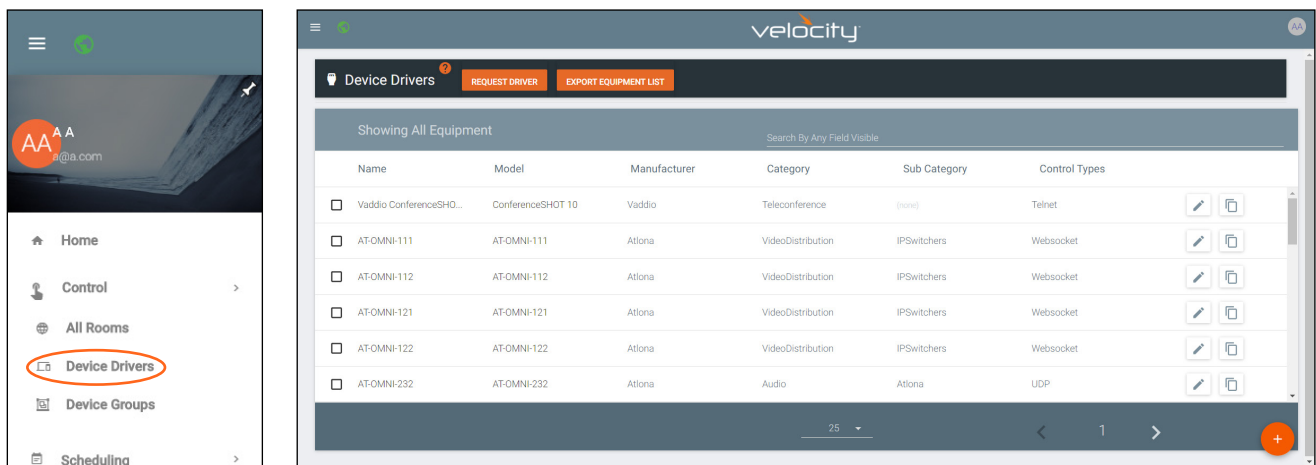 AA
A A
a@a.com
Home
Control
All Rooms
Device Drivers
Device Groups
Scheduling
velocity
AA
Device Drivers ? REQUEST DRIVER EXPORT EQUIPMENT LIST
Showing All Equipment Search By Any Field Visible
Name Model Manufacturer Category Sub Category Control Types
Vaddio ConferenceSHO... ConferenceSHOT 10 Vaddio Teleconference (none) Telnet
AT-OMNI-111 AT-OMNI-111 Atlona VideoDistribution IPSwitchers Websocket
AT-OMNI-112 AT-OMNI-112 Atlona VideoDistribution IPSwitchers Websocket
AT-OMNI-121 AT-OMNI-121 Atlona VideoDistribution IPSwitchers Websocket
AT-OMNI-122 AT-OMNI-122 Atlona VideoDistribution IPSwitchers Websocket
AT-OMNI-232 AT-OMNI-232 Atlona Audio Atlona UDP
25 1
+